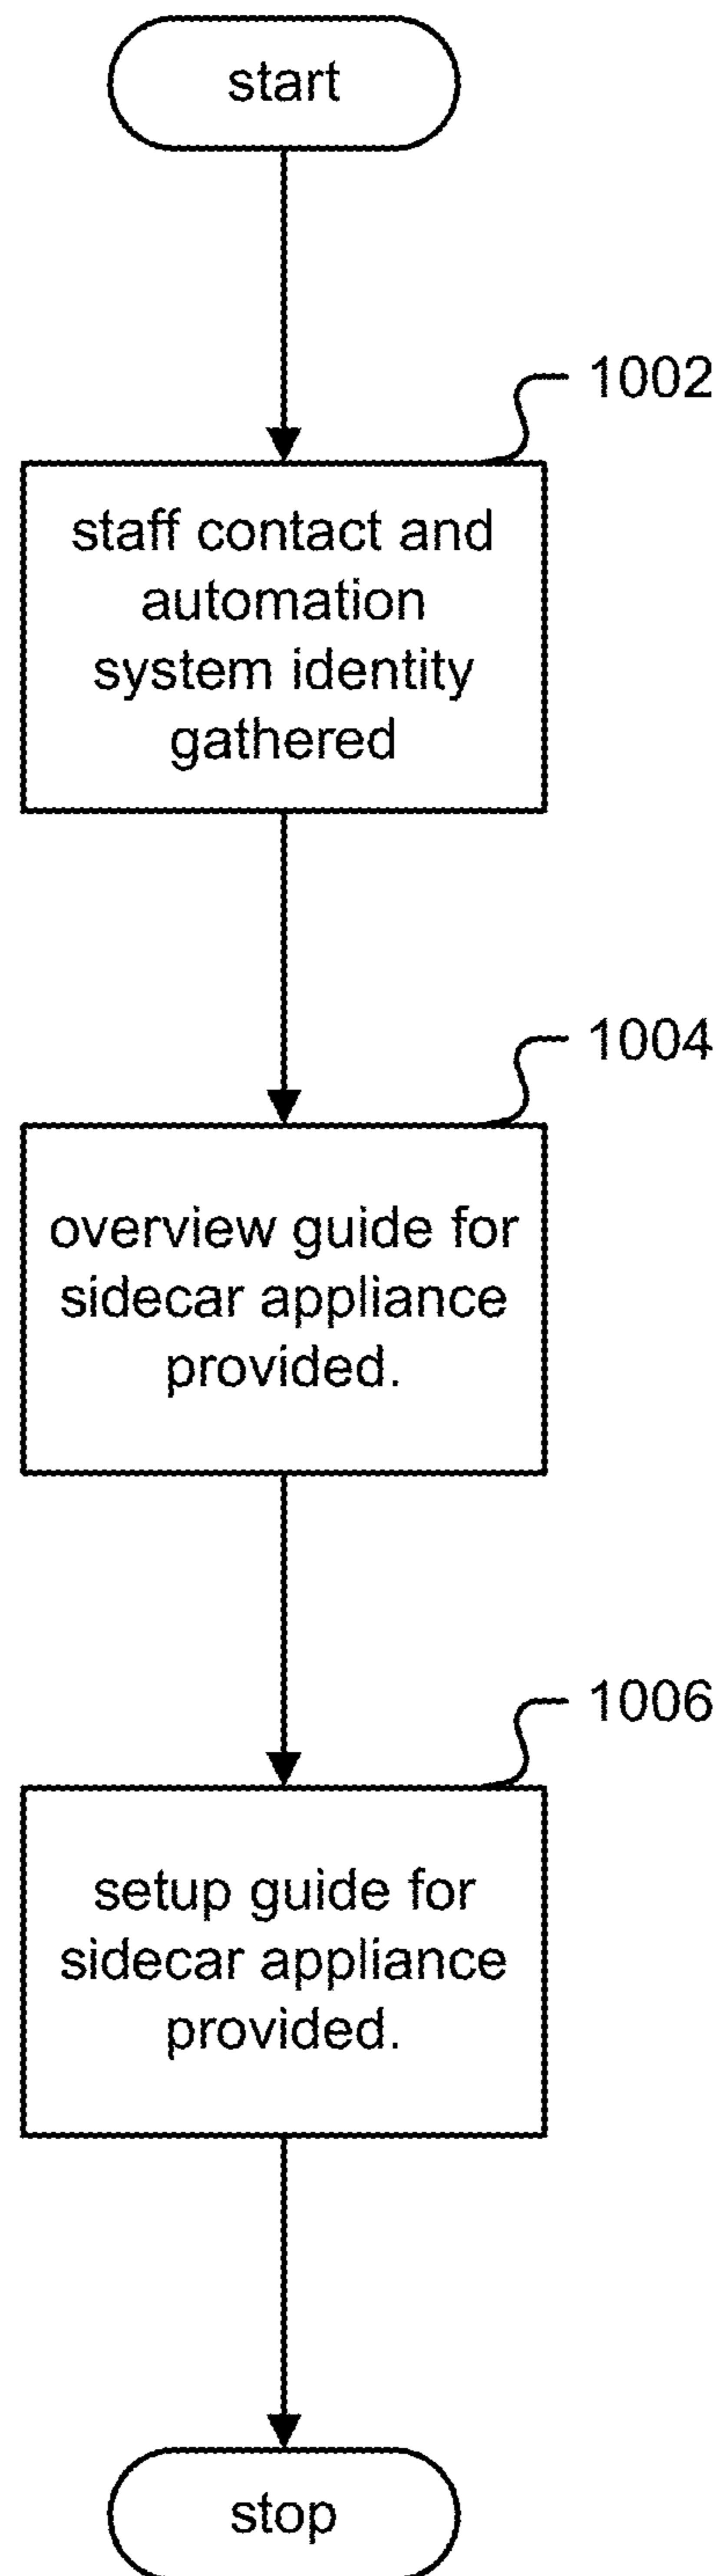 start
1002
staff contact and
automation
system identity
gathered
1004
overview guide for
sidecar appliance
provided.
1006
setup guide for
sidecar appliance
provided.
stop